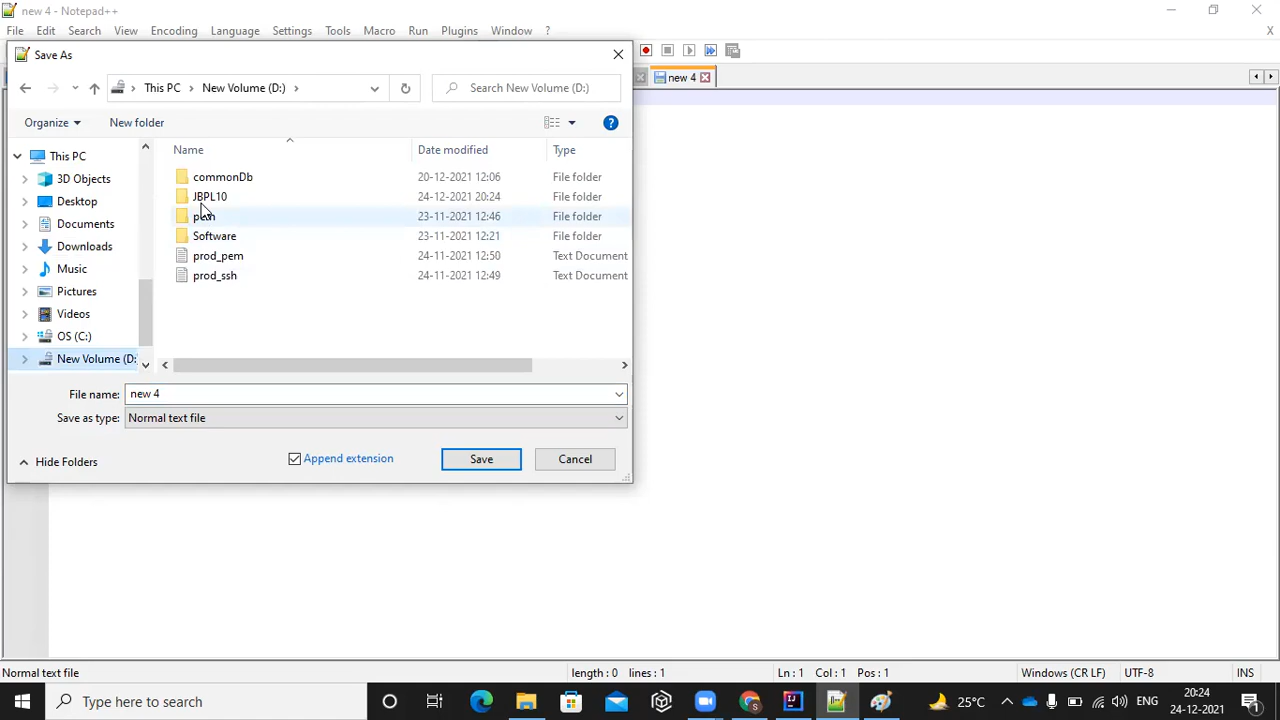 new 4 - Notepad++
File Edit Search View Encoding Language Settings Tools Macro Run Plugins Window ? X
Save As
new 4
This PC New Volume (D:) Search New Volume (D:)
Organize New folder
Name Date modified Type
This PC
3D Objects
Desktop
Documents
Downloads
Music
Pictures
Videos
OS (C:)
New Volume (D:
commonDb 20-12-2021 12:06 File folder
JBPL10 24-12-2021 20:24 File folder
23-11-2021 12:46 File folder
Software 23-11-2021 12:21 File folder
prod_pem 24-11-2021 12:50 Text Document
prod_ssh 24-11-2021 12:49 Text Document
File name: new 4
Save as type: Normal text file
Hide Folders Append extension Save Cancel
Normal text file length : 0 lines : 1 Ln : 1 Col : 1 Pos : 1 Windows (CR LF) UTF-8 INS
Type here to search 25°C ENG 20:24
24-12-2021 1